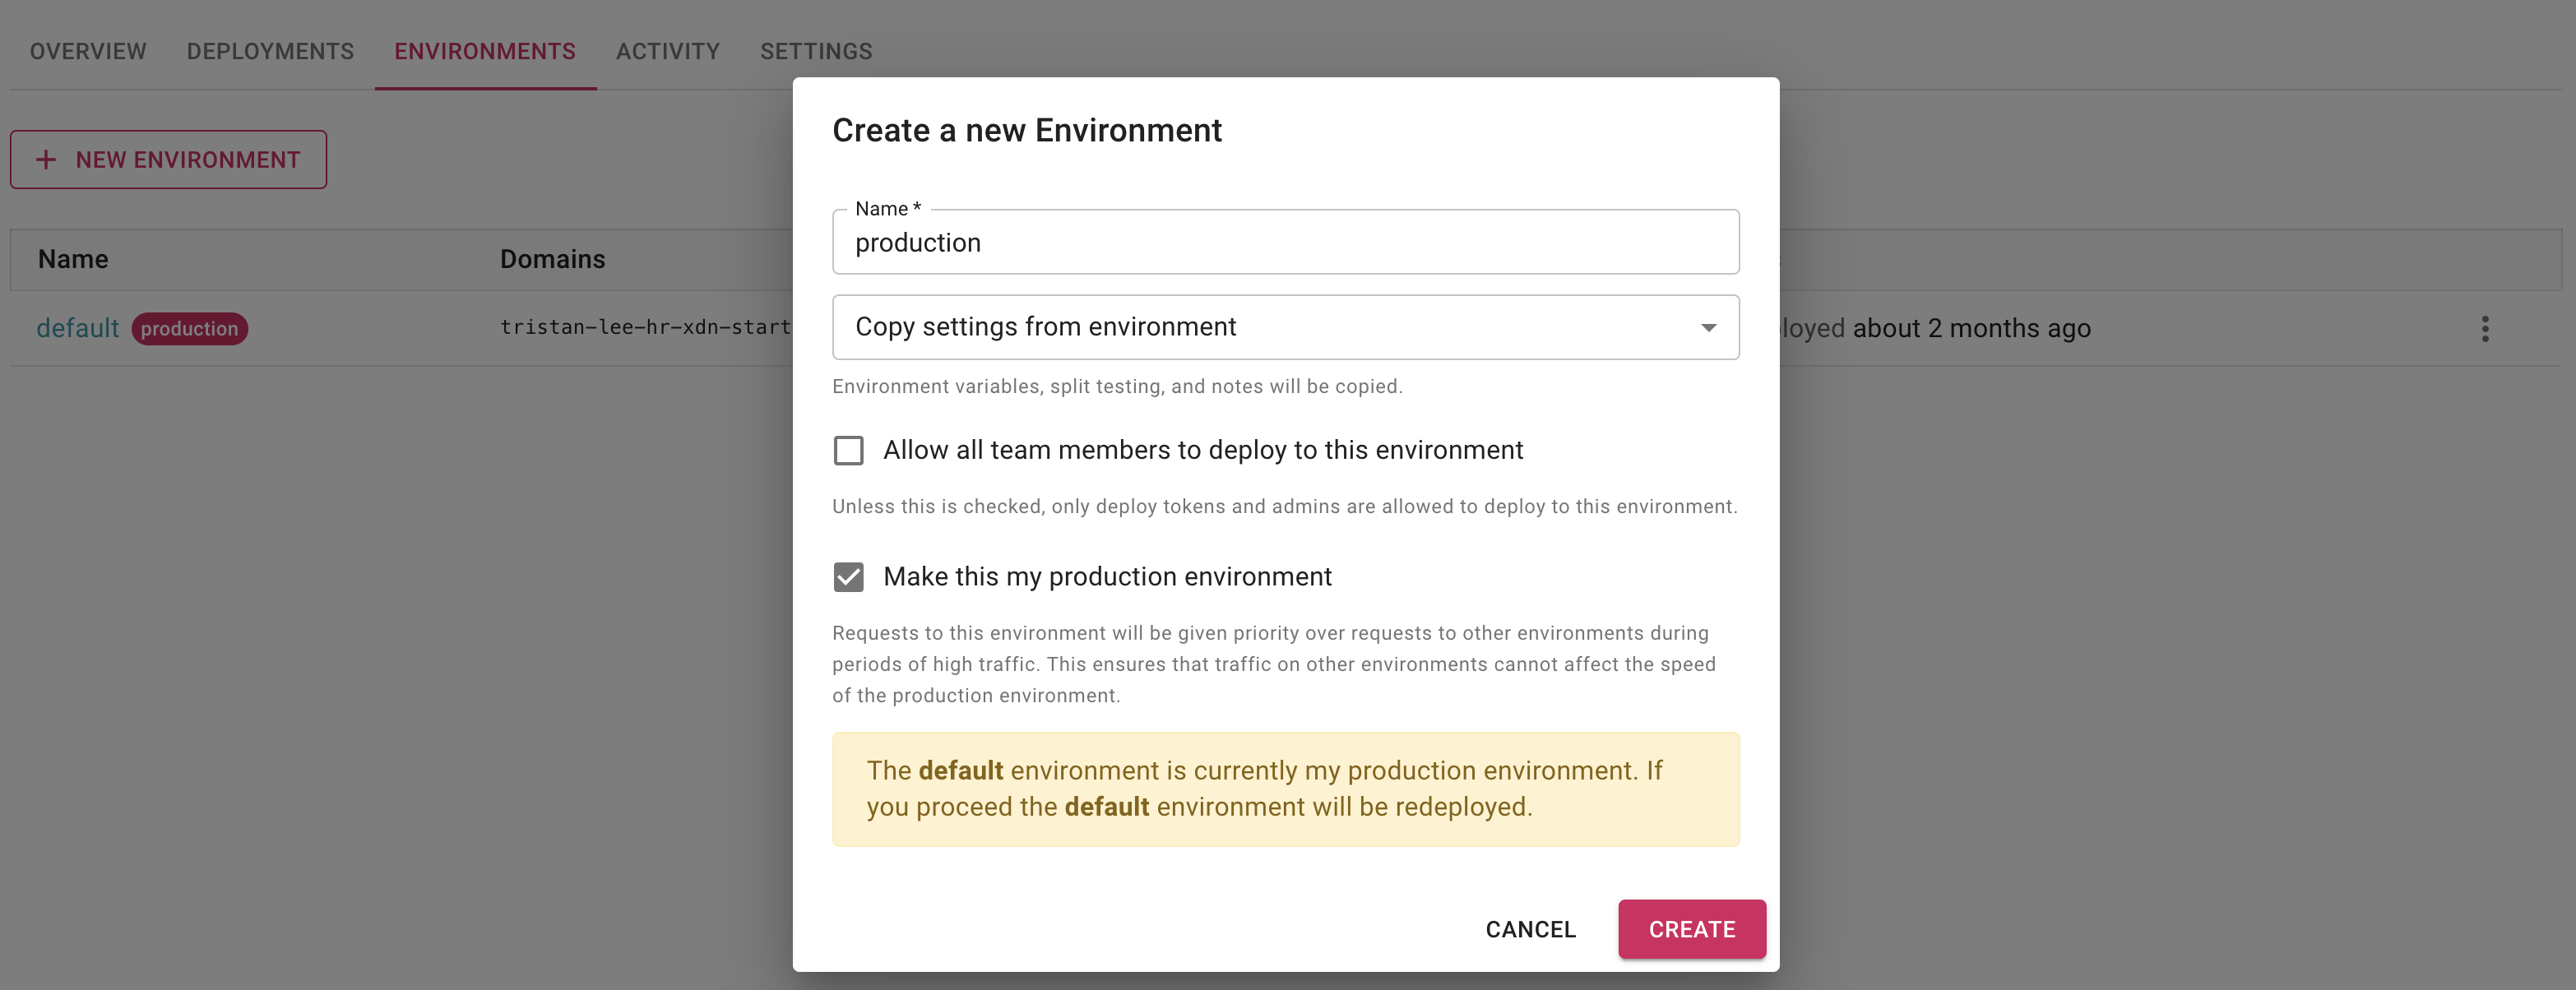 OVERVIEW DEPLOYMENTS ENVIRONMENTS ACTIVITY SETTINGS
+ NEW ENVIRONMENT
Name Domains
default production tristan-lee-hr-xdn-start about 2 months ago
Create a new Environment
Name *
production
Copy settings from environment
Environment variables, split testing, and notes will be copied.
Allow all team members to deploy to this environment
Unless this is checked, only deploy tokens and admins are allowed to deploy to this environment.
Make this my production environment
Requests to this environment will be given priority over requests to other environments during
periods of high traffic. This ensures that traffic on other environments cannot affect the speed
of the production environment.
The default environment is currently my production environment. If
you proceed the default environment will be redeployed.
CANCEL CREATE